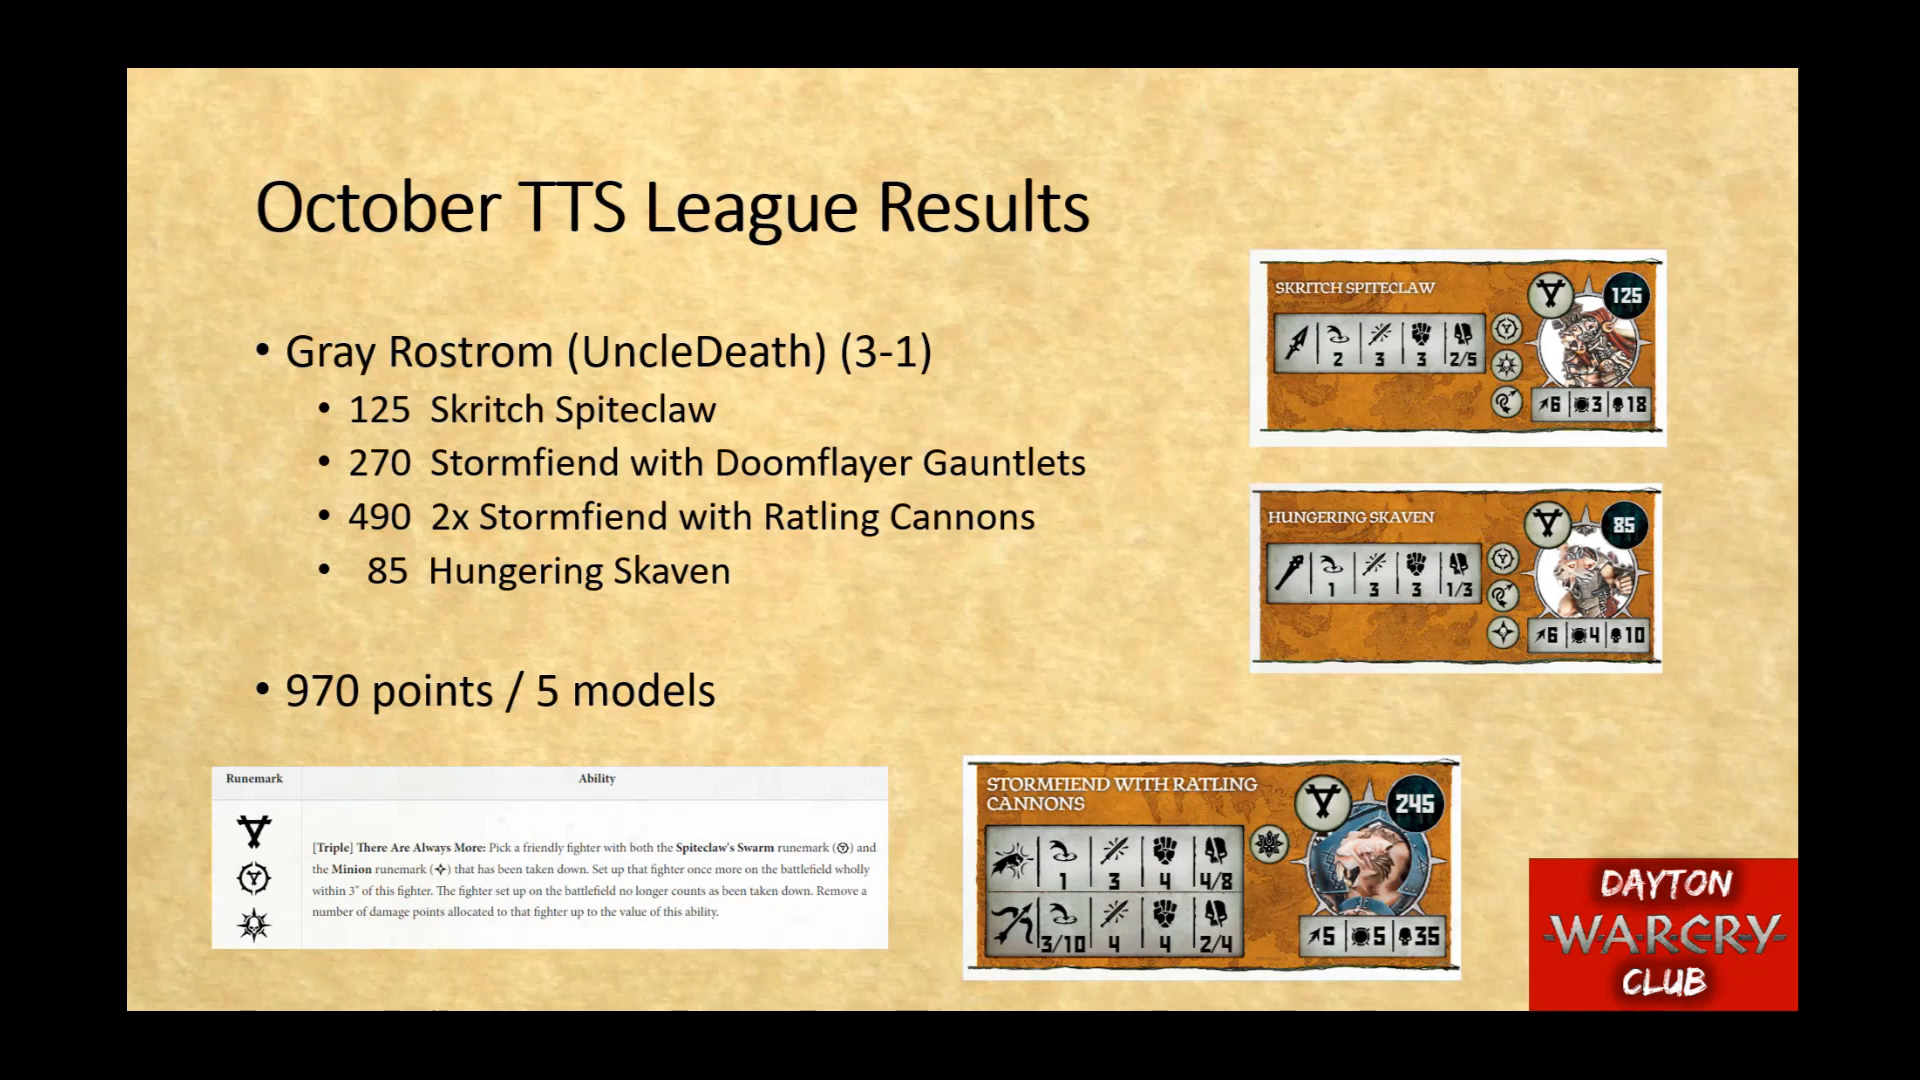 October TTS League Results
• Gray Rostrom (UncleDeath) (3-1)
• 125 Skritch Spiteclaw
• 270 Stormfiend with Doomflayer Gauntlets
• 490 2x Stormfiend with Ratling Cannons
• 85 Hungering Skaven
• 970 points / 5 models
SKRITCH SPITECLAW
125
2 3 3 2/5
6 3 18
HUNGERING SKAVEN
85
1 3 3 1/3
6 4 10
Runemark Ability
[Triple] There Are Always More: Pick a friendly fighter with both the Spiteclaw's Swarm runemark () and
the Minion runemark () that has been taken down. Set up that fighter once more on the battlefield wholly
within 3" of this fighter. The fighter set up on the battlefield no longer counts as been taken down. Remove a
number of damage points allocated to that fighter up to the value of this ability.
STORMFIEND WITH RATLING
CANNONS
245
1 3 4 4/8
3/10 4 4 2/4
5 5 35
DAYTON
WARCRY
CLUB